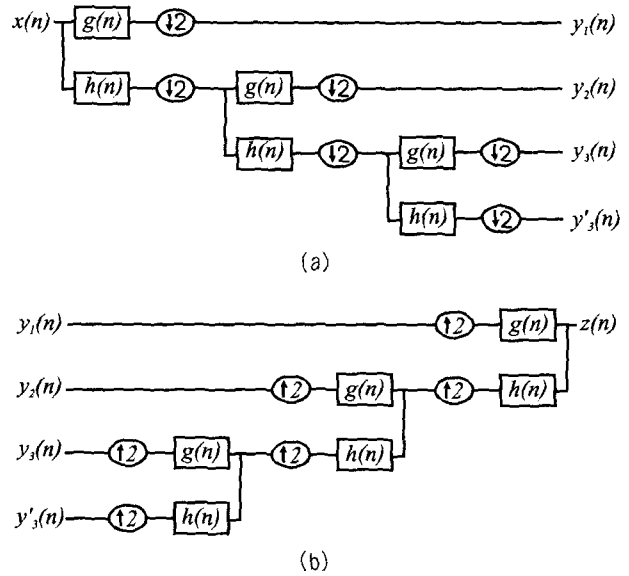 x(n) g(n) ↓2 y₁(n)
h(n) ↓2 g(n) ↓2 y₂(n)
h(n) ↓2 g(n) ↓2 y₃(n)
h(n) ↓2 y'₃(n)
(a)
y₁(n) ↑2 g(n) z(n)
y₂(n) ↑2 g(n) ↑2 h(n)
y₃(n) ↑2 g(n) ↑2 h(n)
y'₃(n) ↑2 h(n)
(b)